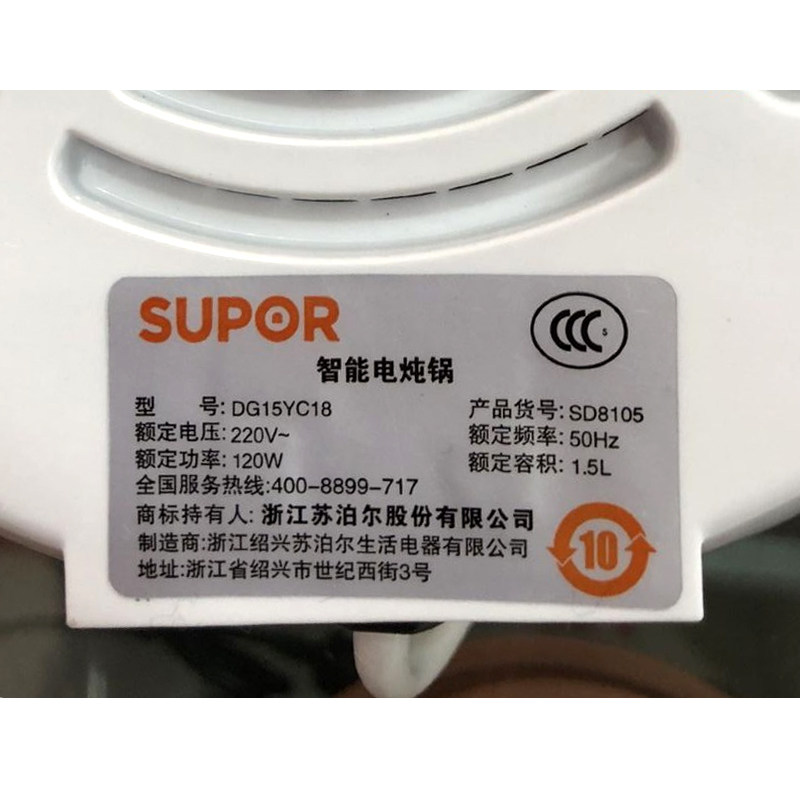 SUPOR
CCC
S
智能电炖锅
型 号: DG15YC18
产品货号: SD8105
额定电压: 220V~
额定频率: 50Hz
额定功率: 120W
额定容积: 1.5L
全国服务热线:400-8899-717
商标持有人: 浙江苏泊尔股份有限公司
制造商:浙江绍兴苏泊尔生活电器有限公司
地址:浙江省绍兴市世纪西街3号
10